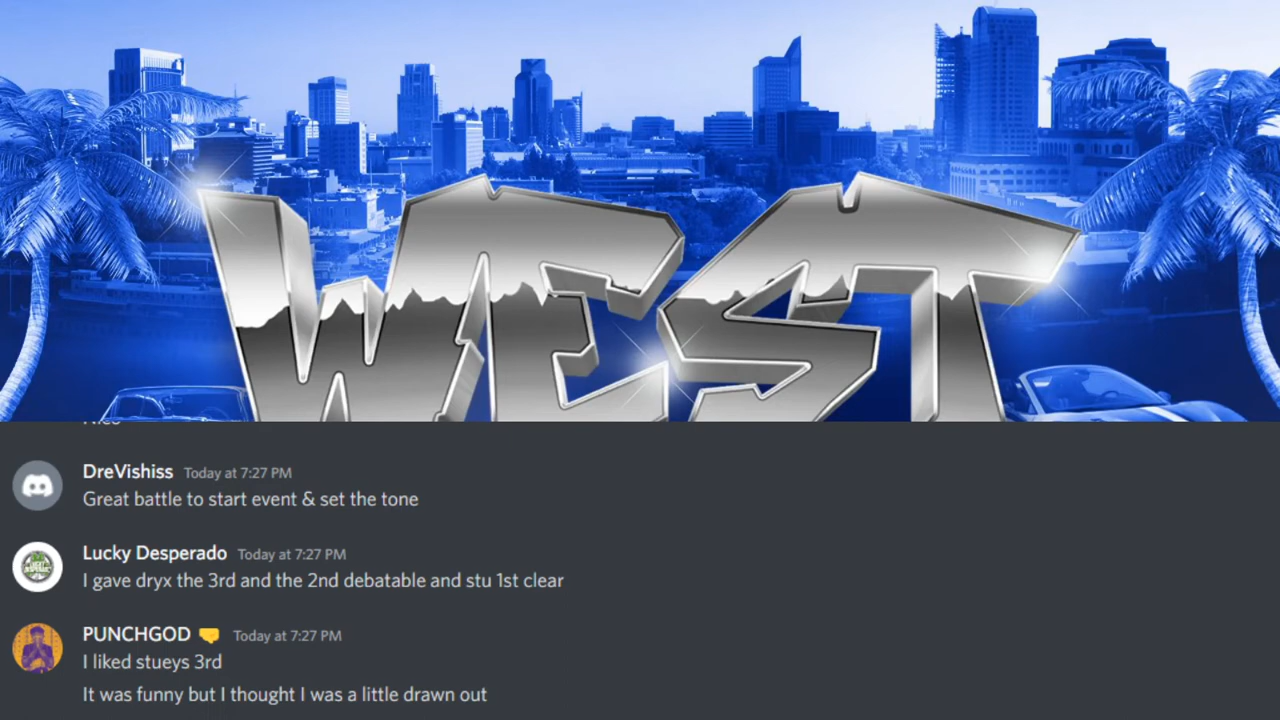 WEST
DreVishiss Today at 7:27 PM
Great battle to start event & set the tone
Lucky Desperado Today at 7:27 PM
I gave dryx the 3rd and the 2nd debatable and stu 1st clear
PUNCHGOD 🤜 Today at 7:27 PM
I liked stueys 3rd
It was funny but I thought I was a little drawn out